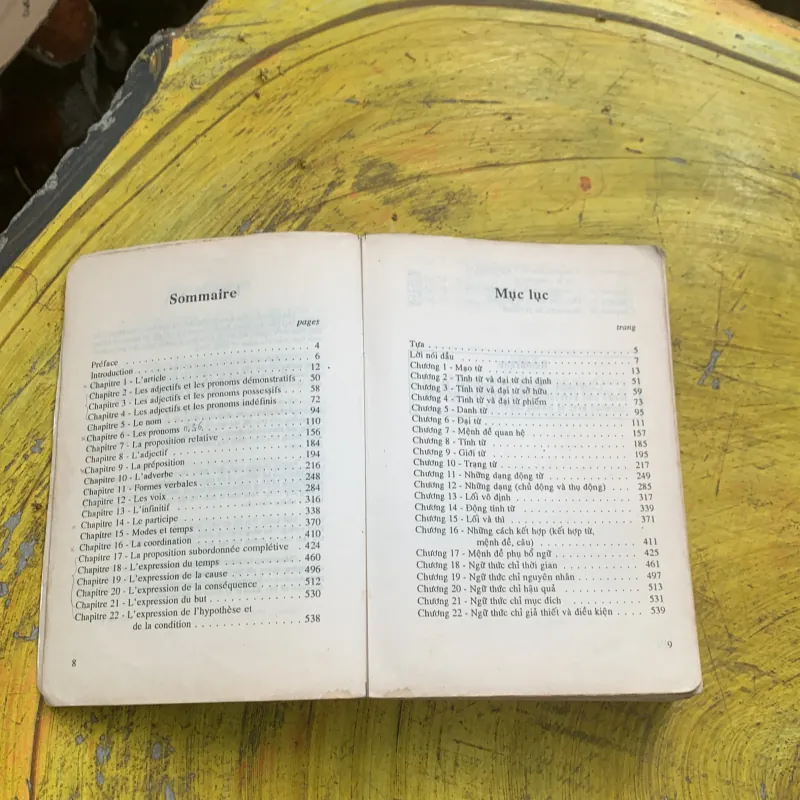 Sommaire
pages
Préface . . . . . . . . . . 4
Introduction . . . . . . . . . . 6
Chapitre 1 - L'article . . . . . . . . . . 12
Chapitre 2 - Les adjectifs et les pronoms démonstratifs . 50
Chapitre 3 - Les adjectifs et les pronoms possessifs . . . 58
Chapitre 4 - Les adjectifs et les pronoms indéfinis . . . . 72
Chapitre 5 - Le nom . . . . . . . . . . 94
Chapitre 6 - Les pronoms . . . . . . . . . . 110
Chapitre 7 - La proposition relative . . . . . . . . . . 156
Chapitre 8 - L'adjectif . . . . . . . . . . 184
Chapitre 9 - La préposition . . . . . . . . . . 194
Chapitre 10 - L'adverbe . . . . . . . . . . 216
Chapitre 11 - Formes verbales . . . . . . . . . . 248
Chapitre 12 - Les voix . . . . . . . . . . 284
Chapitre 13 - L'infinitif . . . . . . . . . . 316
Chapitre 14 - Le participe . . . . . . . . . . 338
Chapitre 15 - Modes et temps . . . . . . . . . . 370
Chapitre 16 - La coordination . . . . . . . . . . 410
Chapitre 17 - La proposition subordonnée complétive . . 424
Chapitre 18 - L'expression du temps . . . . . . . . . . 460
Chapitre 19 - L'expression de la cause . . . . . . . . . . 496
Chapitre 20 - L'expression de la conséquence . . . . . . 512
Chapitre 21 - L'expression du but . . . . . . . . . . 530
Chapitre 22 - L'expression de l'hypothèse et
de la condition . . . . . . . . . . 538
8
Mục lục
trang
Tựa . . . . . . . . . . 5
Lời nói đầu . . . . . . . . . . 7
Chương 1 - Mạo từ . . . . . . . . . . 13
Chương 2 - Tính từ và đại từ chỉ định . . . . . . . . . . 51
Chương 3 - Tính từ và đại từ sở hữu . . . . . . . . . . 59
Chương 4 - Tính từ và đại từ phiếm . . . . . . . . . . 73
Chương 5 - Danh từ . . . . . . . . . . 95
Chương 6 - Đại từ . . . . . . . . . . 111
Chương 7 - Mệnh đề quan hệ . . . . . . . . . . 157
Chương 8 - Tính từ . . . . . . . . . . 185
Chương 9 - Giới từ . . . . . . . . . . 195
Chương 10 - Trạng từ . . . . . . . . . . 217
Chương 11 - Những dạng động từ . . . . . . . . . . 249
Chương 12 - Những dạng (chủ động và thụ động) . . . . 285
Chương 13 - Lối vô định . . . . . . . . . . 317
Chương 14 - Động tính từ . . . . . . . . . . 339
Chương 15 - Lối và thì . . . . . . . . . . 371
Chương 16 - Những cách kết hợp (kết hợp từ,
mệnh đề, câu) . . . . . . . . . . 411
Chương 17 - Mệnh đề phụ bổ ngữ . . . . . . . . . . 425
Chương 18 - Ngữ thức chỉ thời gian . . . . . . . . . . 461
Chương 19 - Ngữ thức chỉ nguyên nhân . . . . . . . . . . 497
Chương 20 - Ngữ thức chỉ hậu quả . . . . . . . . . . 513
Chương 21 - Ngữ thức chỉ mục đích . . . . . . . . . . 531
Chương 22 - Ngữ thức chỉ giả thiết và điều kiện . . . . 539
9